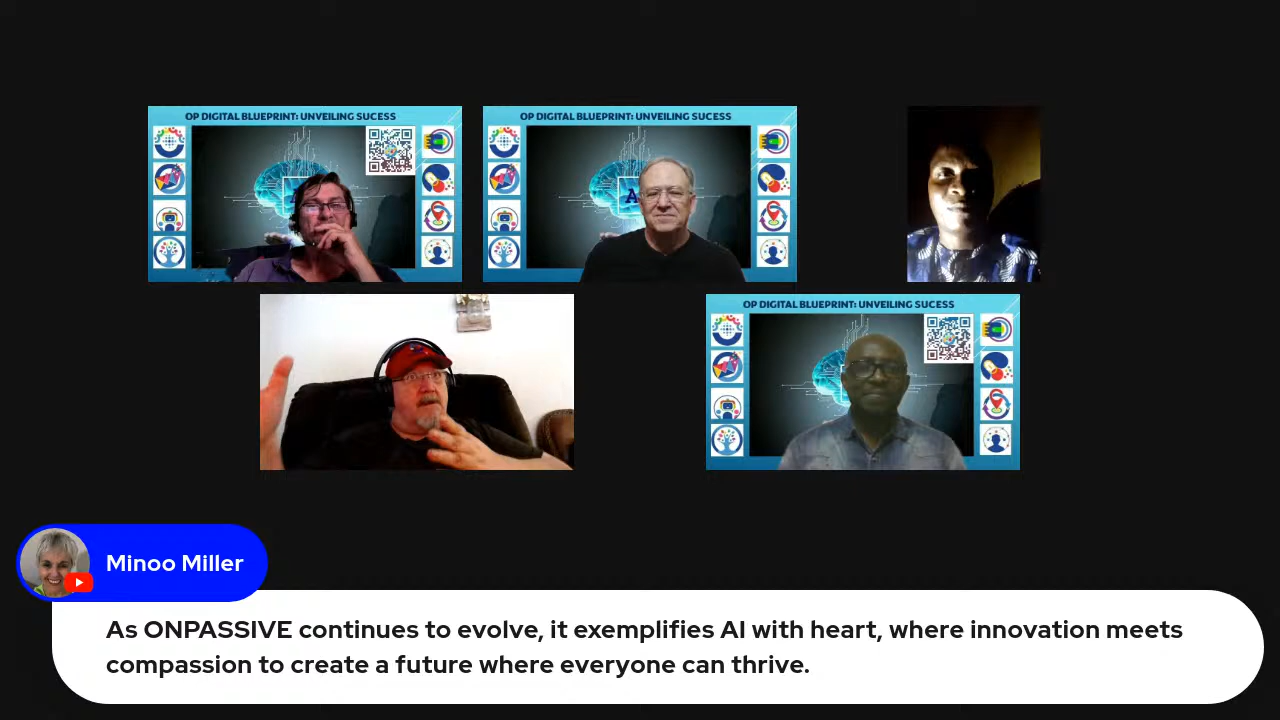 OP DIGITAL BLUEPRINT: UNVEILING SUCESS
OP DIGITAL BLUEPRINT: UNVEILING SUCESS
OP DIGITAL BLUEPRINT: UNVEILING SUCESS
Minoo Miller
As ONPASSIVE continues to evolve, it exemplifies AI with heart, where innovation meets
compassion to create a future where everyone can thrive.